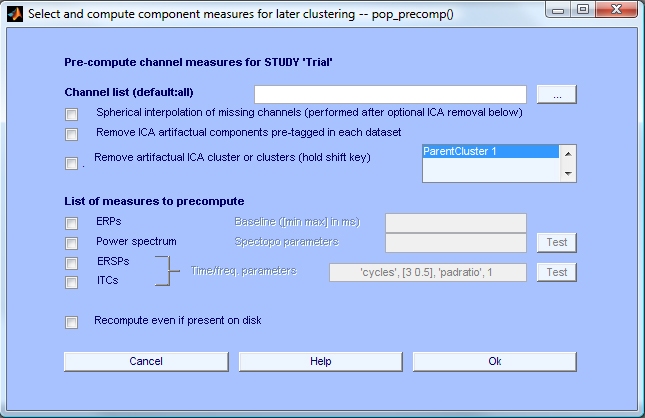 Select and compute component measures for later clustering -- pop_precomp()
Pre-compute channel measures for STUDY 'Trial'
Channel list (default:all)
...
Spherical interpolation of missing channels (performed after optional ICA removal below)
Remove ICA artifactual components pre-tagged in each dataset
Remove artifactual ICA cluster or clusters (hold shift key)
ParentCluster 1
List of measures to precompute
ERPs Baseline ([min max] in ms)
Power spectrum Spectopo parameters Test
ERSPs
Time/freq. parameters 'cycles', [3 0.5], 'padratio', 1 Test
ITCs
Recompute even if present on disk
Cancel Help Ok